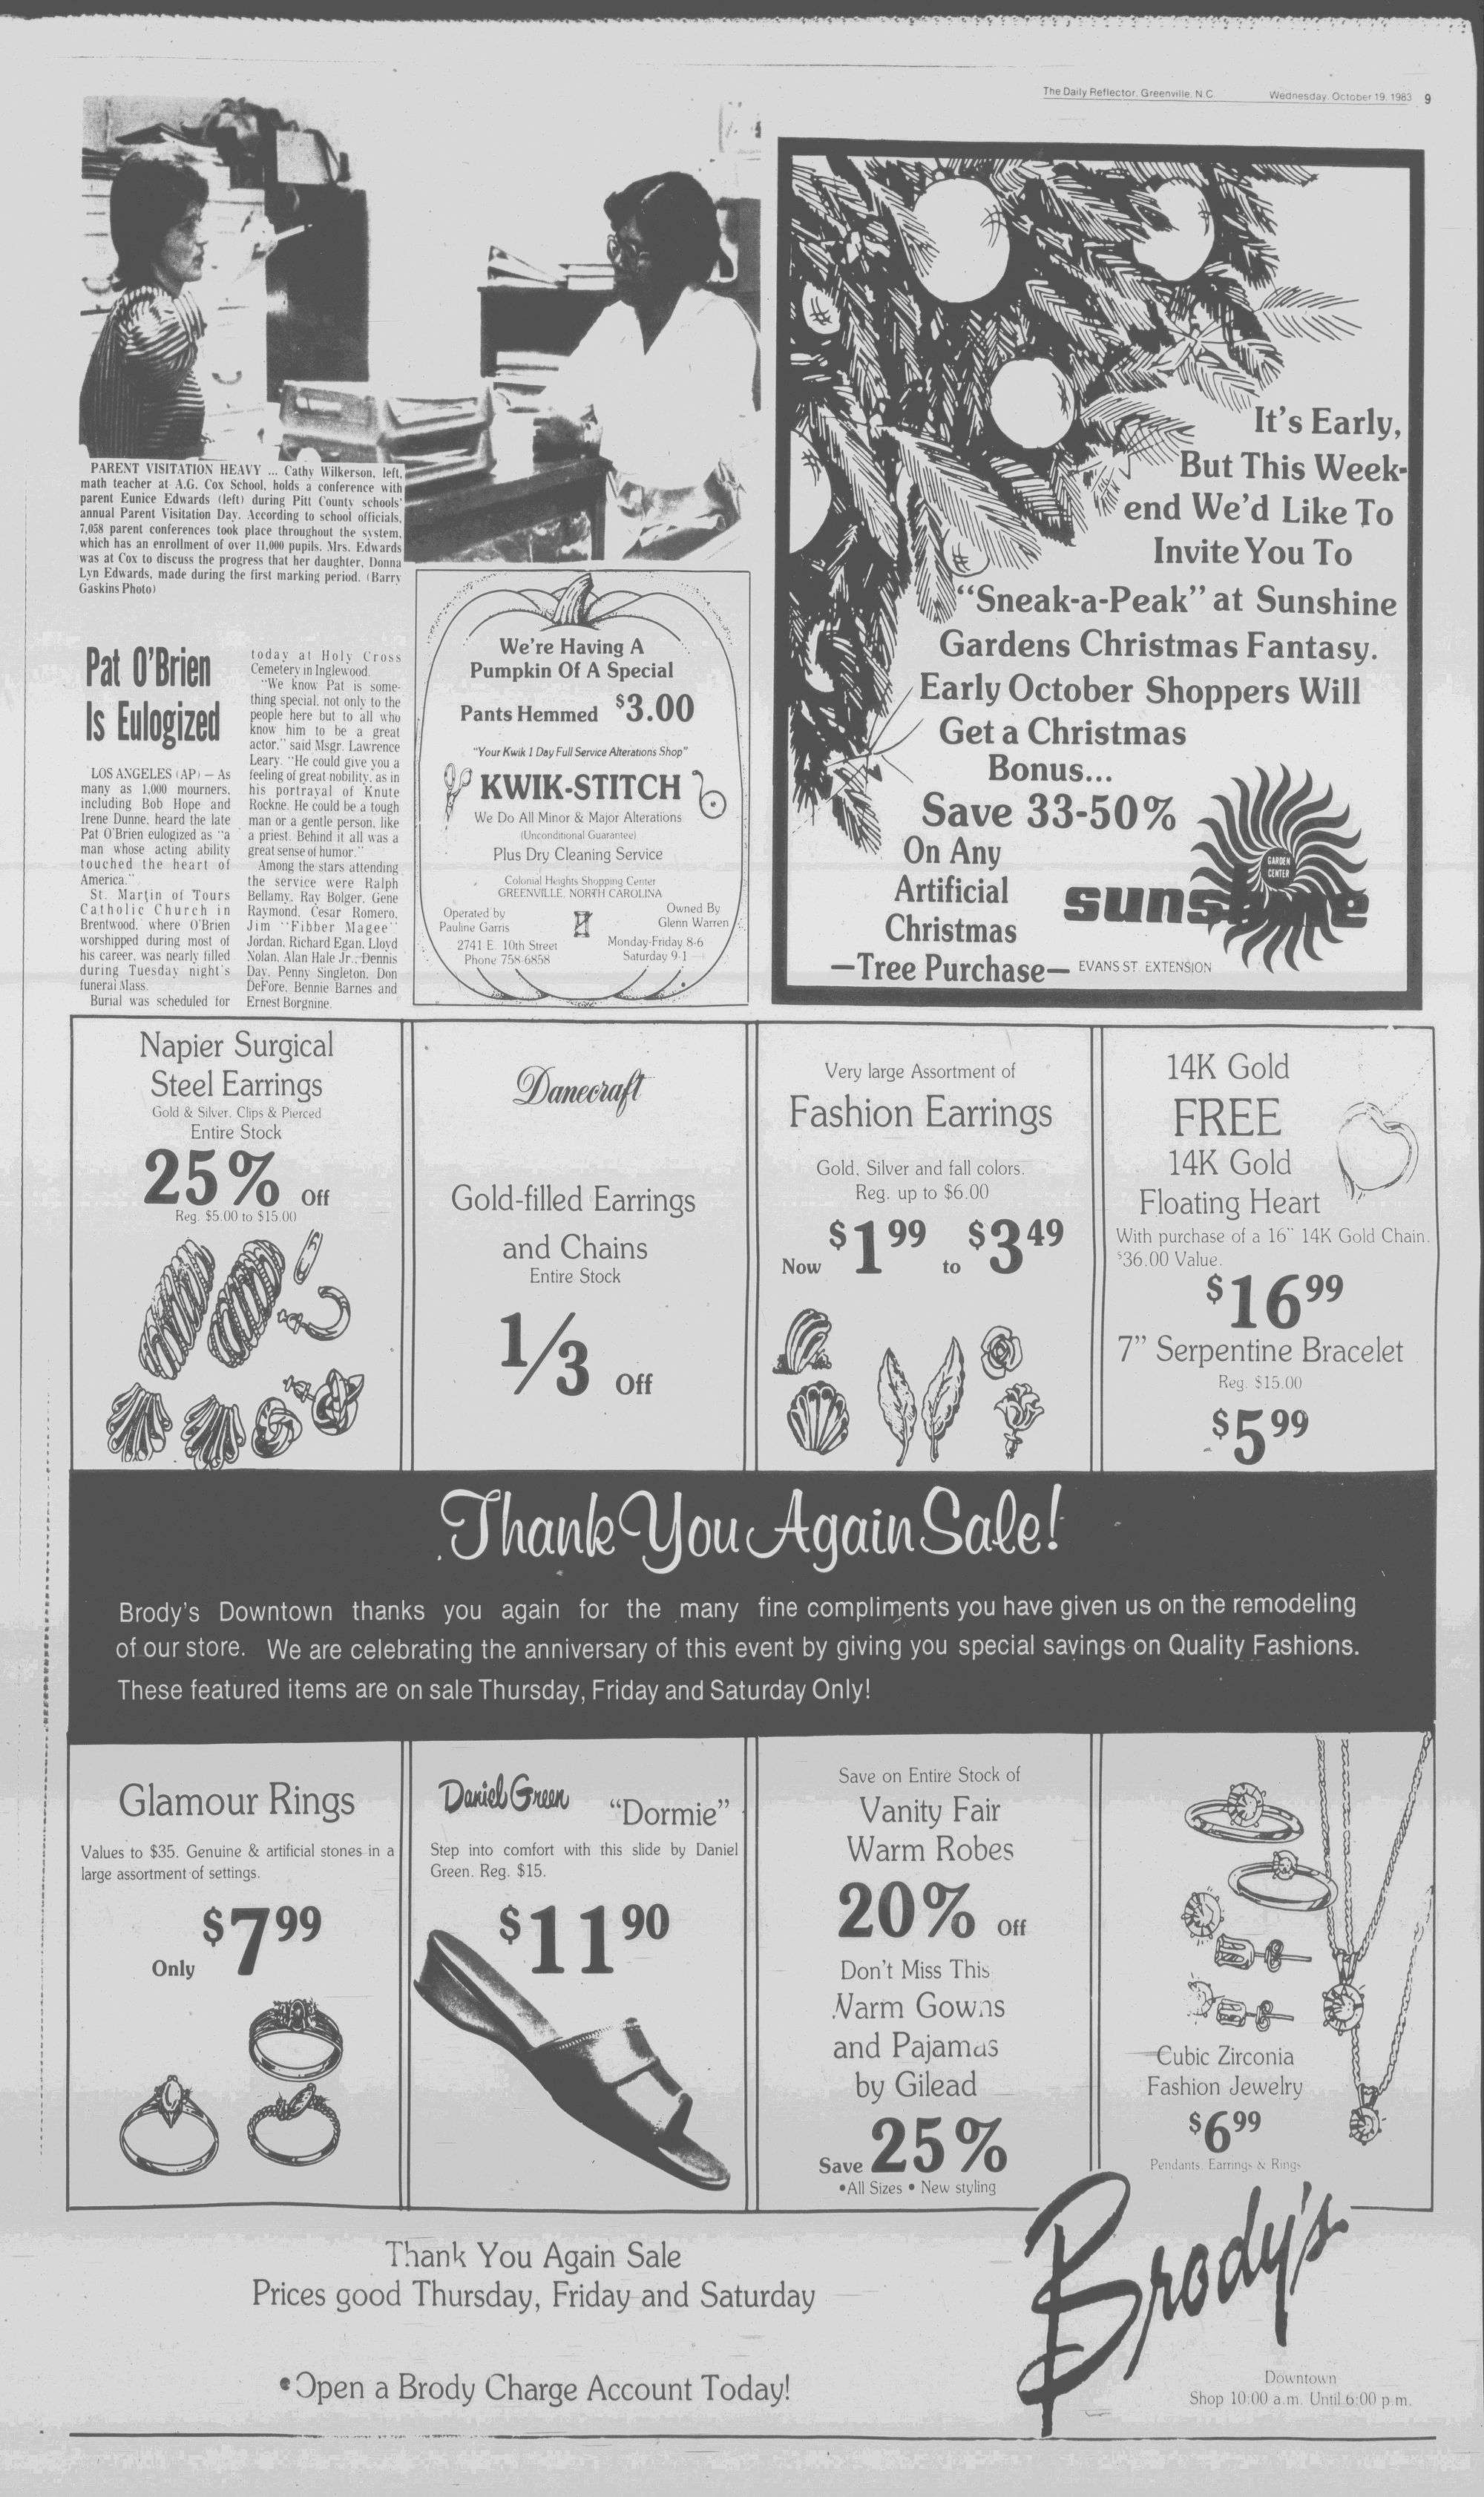 The Daily Reflector, Greenville, N.C.
Wednesday, October 19, 1983 9
PARENT VISITATION HEAVY ... Cathy Wilkerson, left,
math teacher at A.G. Cox School, holds a conference with
parent Eunice Edwards (left) during Pitt County schools'
annual Parent Visitation Day. According to school officials,
7,058 parent conferences took place throughout the system,
which has an enrollment of over 11,000 pupils. Mrs. Edwards
was at Cox to discuss the progress that her daughter, Donna
Lyn Edwards, made during the first marking period. (Barry
Gaskins Photo)
Pat O'Brien
Is Eulogized
LOS ANGELES (AP) — As
many as 1,000 mourners,
including Bob Hope and
Irene Dunne, heard the late
Pat O'Brien eulogized as "a
man whose acting ability
touched the heart of
America."
St. Martin of Tours
Catholic Church in
Brentwood, where O'Brien
worshipped during most of
his career, was nearly filled
during Tuesday night's
funeral Mass.
Burial was scheduled for
today at Holy Cross
Cemetery in Inglewood.
"We know Pat is some-
thing special, not only to the
people here but to all who
know him to be a great
actor," said Msgr. Lawrence
Leary. "He could give you a
feeling of great nobility, as in
his portrayal of Knute
Rockne. He could be a tough
man or a gentle person, like
a priest. Behind it all was a
great sense of humor."
Among the stars attending
the service were Ralph
Bellamy, Ray Bolger, Gene
Raymond, Cesar Romero,
Jim "Fibber Magee"
Jordan, Richard Egan, Lloyd
Nolan, Alan Hale Jr., Dennis
Day, Penny Singleton, Don
DeFore, Bennie Barnes and
Ernest Borgnine.
We're Having A
Pumpkin Of A Special
Pants Hemmed $3.00
"Your Kwik 1 Day Full Service Alterations Shop"
KWIK-STITCH
We Do All Minor & Major Alterations
(Unconditional Guarantee)
Plus Dry Cleaning Service
Colonial Heights Shopping Center
GREENVILLE, NORTH CAROLINA
Operated by
Pauline Garris
Owned By
Glenn Warren
2741 E. 10th Street
Phone 758-6858
Monday-Friday 8-6
Saturday 9-1
It's Early,
But This Week-
end We'd Like To
Invite You To
"Sneak-a-Peak" at Sunshine
Gardens Christmas Fantasy.
Early October Shoppers Will
Get a Christmas
Bonus...
Save 33-50%
On Any
Artificial
Christmas
—Tree Purchase—
GARDEN
CENTER
sunshine
EVANS ST. EXTENSION
Napier Surgical
Steel Earrings
Gold & Silver, Clips & Pierced
Entire Stock
25% Off
Reg. $5.00 to $15.00
Danecraft
Gold-filled Earrings
and Chains
Entire Stock
1/3 Off
Very large Assortment of
Fashion Earrings
Gold, Silver and fall colors.
Reg. up to $6.00
Now $1.99 to $3.49
14K Gold
FREE
14K Gold
Floating Heart
With purchase of a 16" 14K Gold Chain.
$36.00 Value.
$16.99
7" Serpentine Bracelet
Reg. $15.00
$5.99
Thank You Again Sale!
Brody's Downtown thanks you again for the many fine compliments you have given us on the remodeling
of our store. We are celebrating the anniversary of this event by giving you special savings on Quality Fashions.
These featured items are on sale Thursday, Friday and Saturday Only!
Glamour Rings
Values to $35. Genuine & artificial stones in a
large assortment of settings.
Only $7.99
Daniel Green "Dormie"
Step into comfort with this slide by Daniel
Green. Reg. $15.
$11.90
Save on Entire Stock of
Vanity Fair
Warm Robes
20% Off
Don't Miss This
Warm Gowns
and Pajamas
by Gilead
Save 25%
•All Sizes • New styling
Cubic Zirconia
Fashion Jewelry
$6.99
Pendants, Earrings & Rings
Thank You Again Sale
Prices good Thursday, Friday and Saturday
•Open a Brody Charge Account Today!
Brody's
Downtown
Shop 10:00 a.m. Until 6:00 p.m.